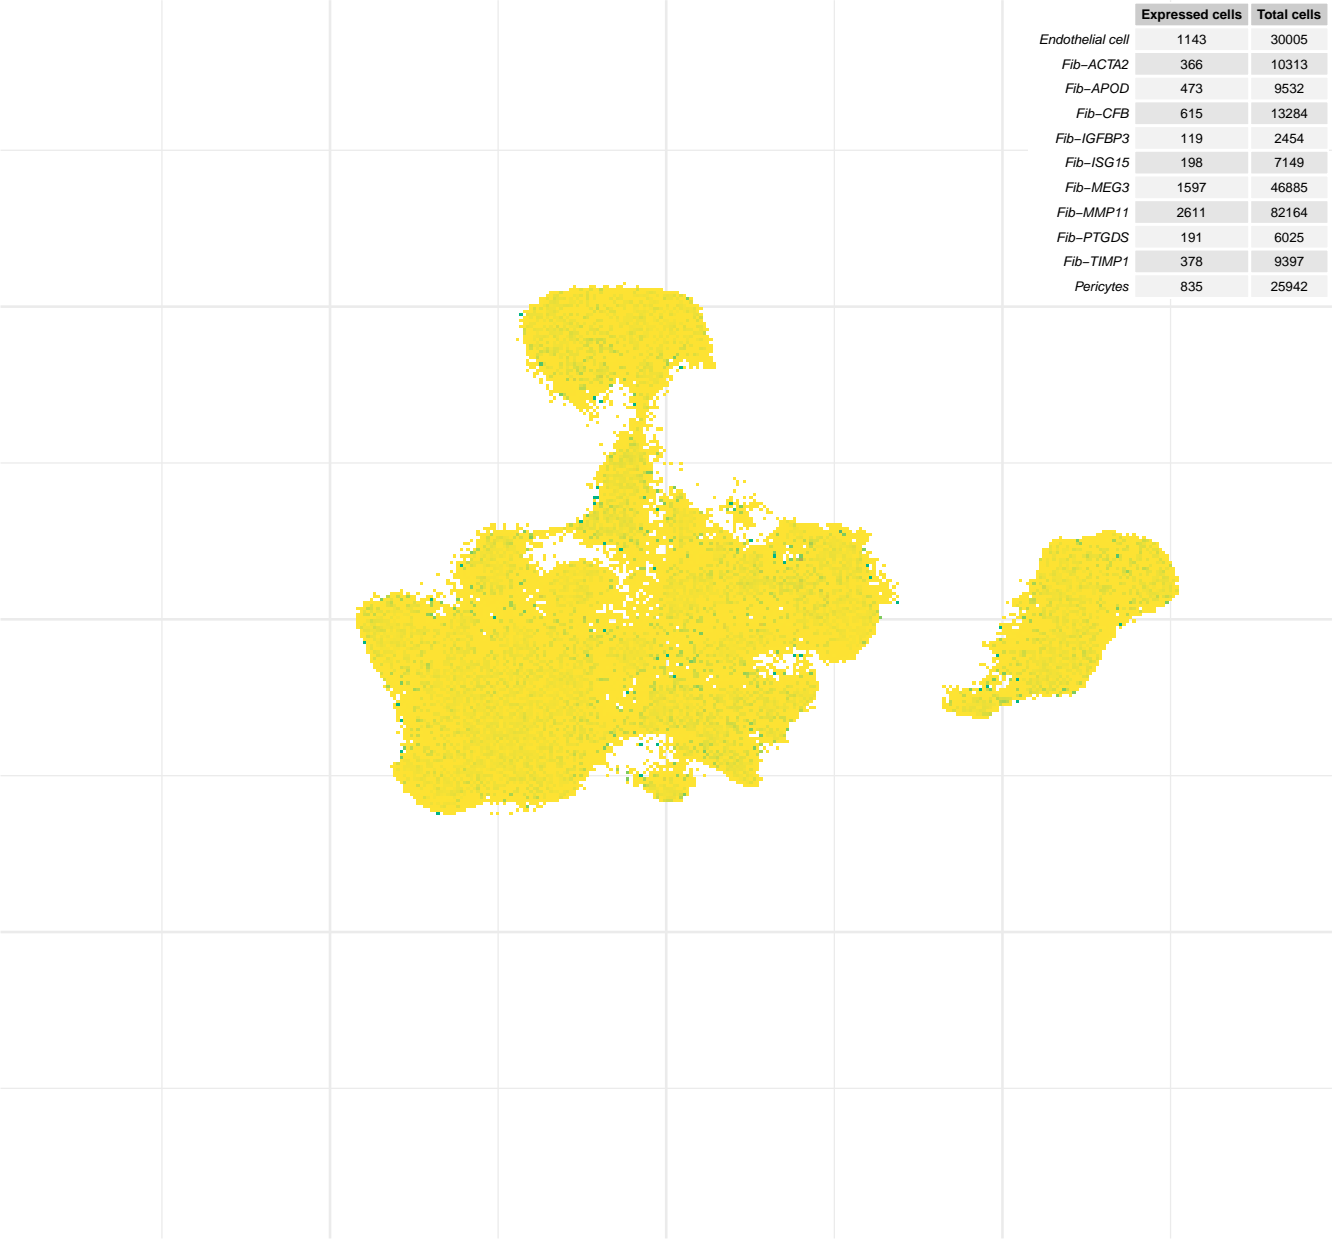 Expressed cells Total cells
Endothelial cell 1143 30005
Fib−ACTA2 366 10313
Fib−APOD 473 9532
Fib−CFB 615 13284
Fib−IGFBP3 119 2454
Fib−ISG15 198 7149
Fib−MEG3 1597 46885
Fib−MMP11 2611 82164
Fib−PTGDS 191 6025
Fib−TIMP1 378 9397
Pericytes 835 25942